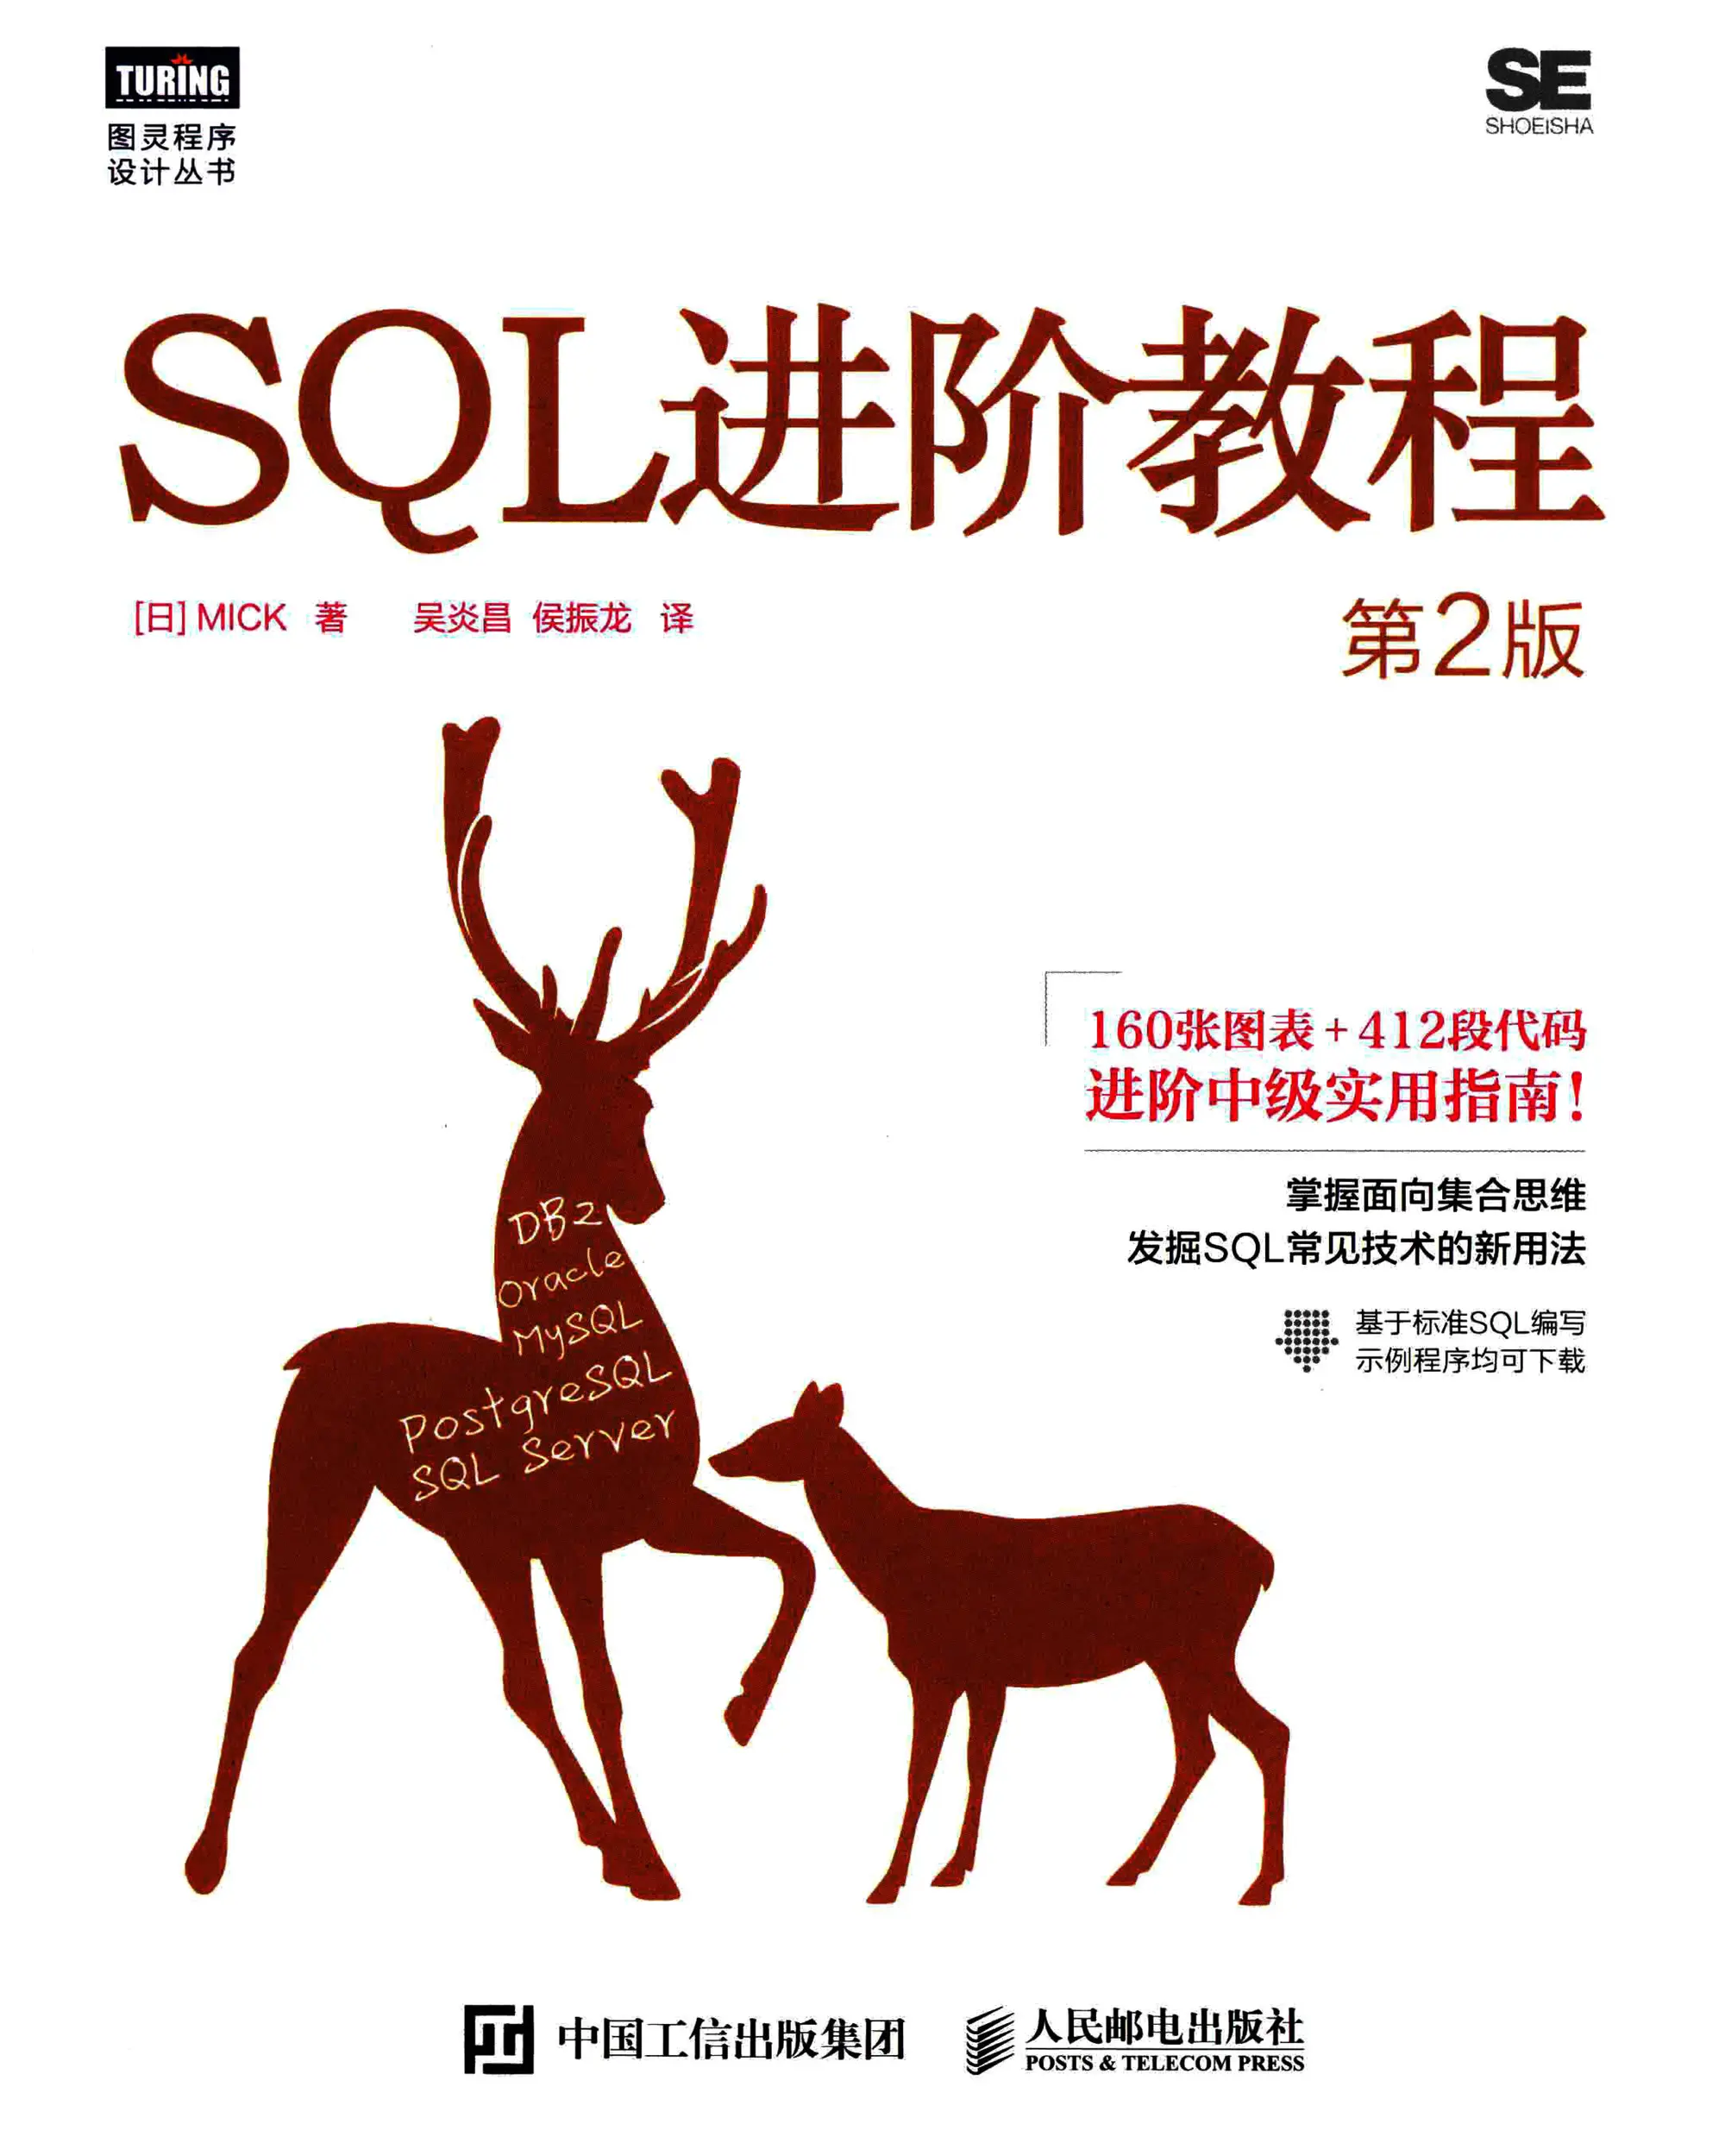 TURING
图灵程序
设计丛书
SE
SHOEISHA
SQL进阶教程
[日] MICK 著 吴炎昌 侯振龙 译
第2版
160张图表+412段代码
进阶中级实用指南!
掌握面向集合思维
发掘SQL常见技术的新用法
基于标准SQL编写
示例程序均可下载
DB2
Oracle
MySQL
PostgreSQL
SQL Server
中国工信出版集团
人民邮电出版社
POSTS & TELECOM PRESS